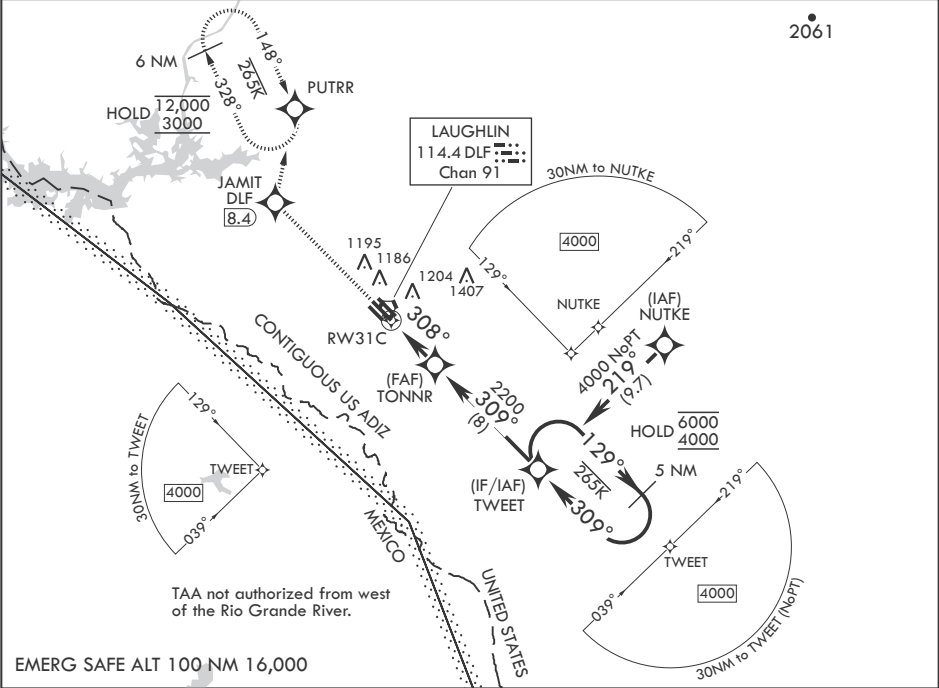 2061
148°
6 NM
265K
328°
PUTRR
HOLD 12,000
3000
LAUGHLIN
114.4 DLF
Chan 91
JAMIT
DLF
8.4
30NM to NUTKE
4000
129°
219°
NUTKE
1195
1186
1204
1407
RW31C
308°
(IAF)
NUTKE
4000 NoPT
219°
(9.7)
(FAF)
TONNR
2200
309°
(8)
CONTIGUOUS US ADIZ
HOLD 6000
4000
129°
265K
5 NM
309°
(IF/IAF)
TWEET
30NM to TWEET
129°
TWEET
4000
039°
MEXICO
UNITED STATES
219°
TWEET
4000
039°
30NM to TWEET (NoPT)
TAA not authorized from west
of the Rio Grande River.
EMERG SAFE ALT 100 NM 16,000